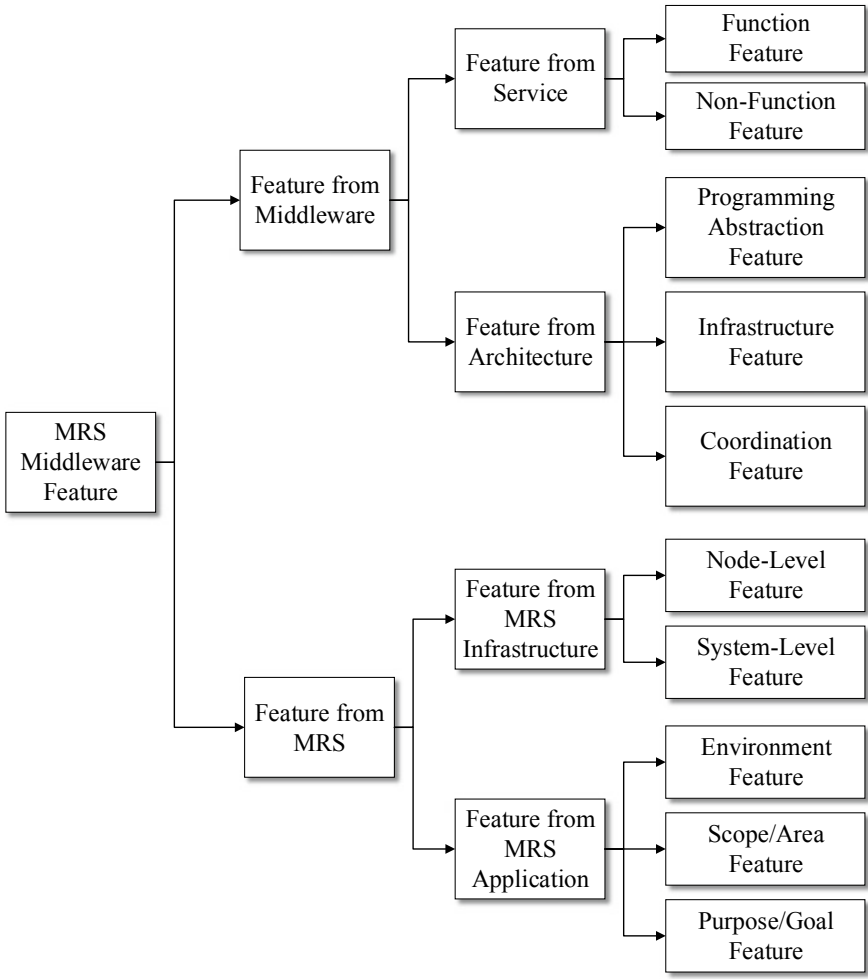 MRS
Middleware
Feature
Feature from
Middleware
Feature from
MRS
Feature from
Service
Feature from
Architecture
Feature from
MRS
Infrastructure
Feature from
MRS
Application
Function
Feature
Non-Function
Feature
Programming
Abstraction
Feature
Infrastructure
Feature
Coordination
Feature
Node-Level
Feature
System-Level
Feature
Environment
Feature
Scope/Area
Feature
Purpose/Goal
Feature